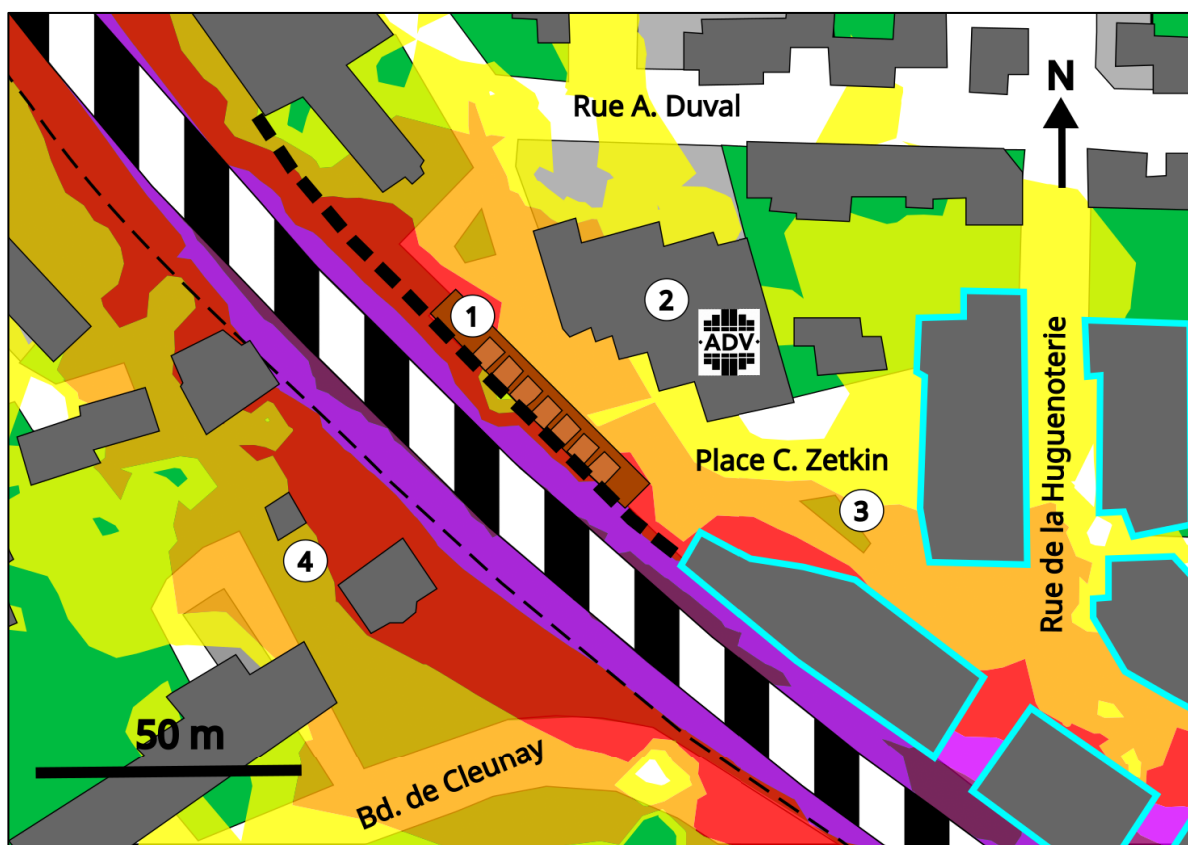 Rue A. Duval
N
1
2
ADV
Rue de la Huguenoterie
Place C. Zetkin
3
4
50 m
Bd. de Cleunay